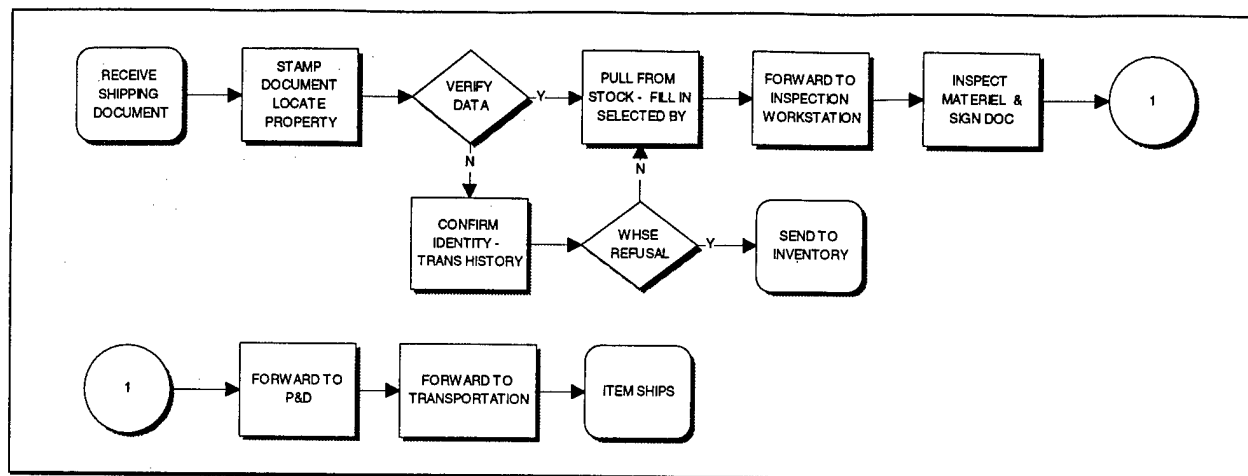 RECEIVE
SHIPPING
DOCUMENT
STAMP
DOCUMENT
LOCATE
PROPERTY
VERIFY
DATA
Y
PULL FROM
STOCK - FILL IN
SELECTED BY
FORWARD TO
INSPECTION
WORKSTATION
INSPECT
MATERIEL &
SIGN DOC
1
N
N
CONFIRM
IDENTITY -
TRANS HISTORY
WHSE
REFUSAL
Y
SEND TO
INVENTORY
1
FORWARD TO
P&D
FORWARD TO
TRANSPORTATION
ITEM SHIPS